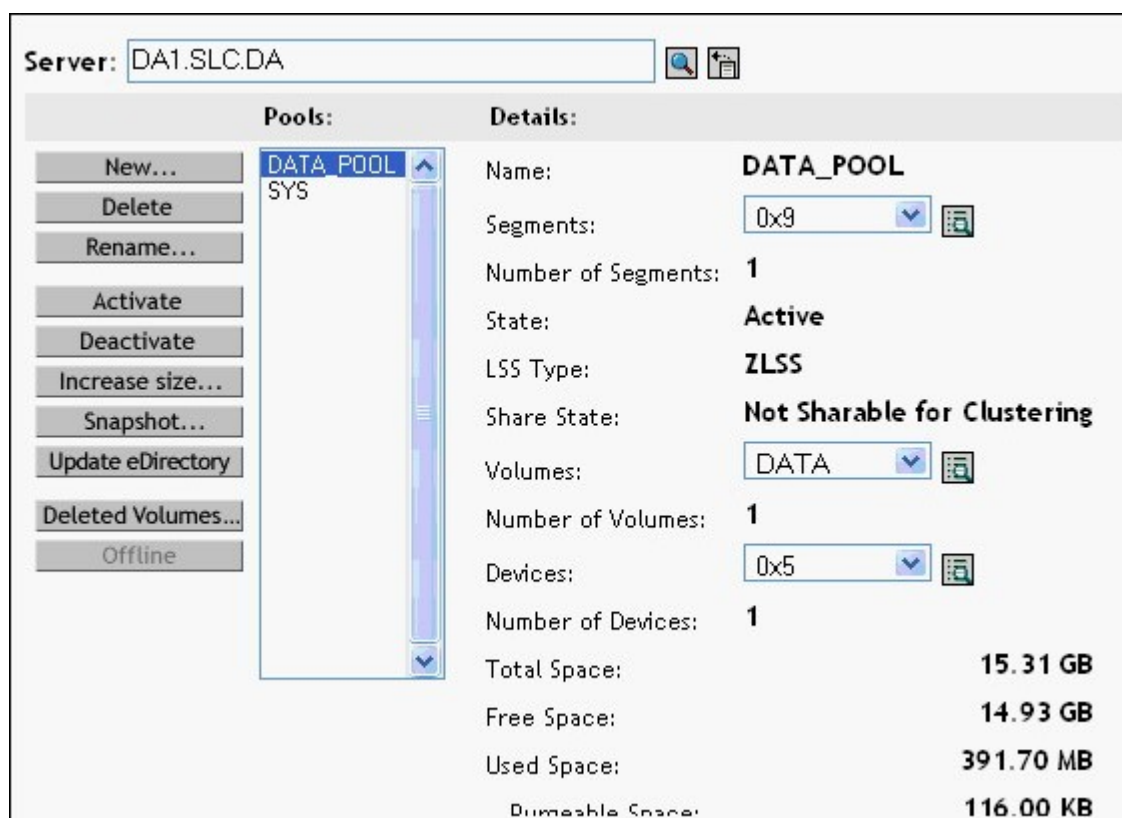 Server: DA1.SLC.DA
Pools: Details:
New...
Delete
Rename...
Activate
Deactivate
Increase size...
Snapshot...
Update eDirectory
Deleted Volumes...
Offline
DATA_POOL
SYS
Name: DATA_POOL
Segments: 0x9
Number of Segments: 1
State: Active
LSS Type: ZLSS
Share State: Not Sharable for Clustering
Volumes: DATA
Number of Volumes: 1
Devices: 0x5
Number of Devices: 1
Total Space: 15.31 GB
Free Space: 14.93 GB
Used Space: 391.70 MB
Purgeable Space: 116.00 KB